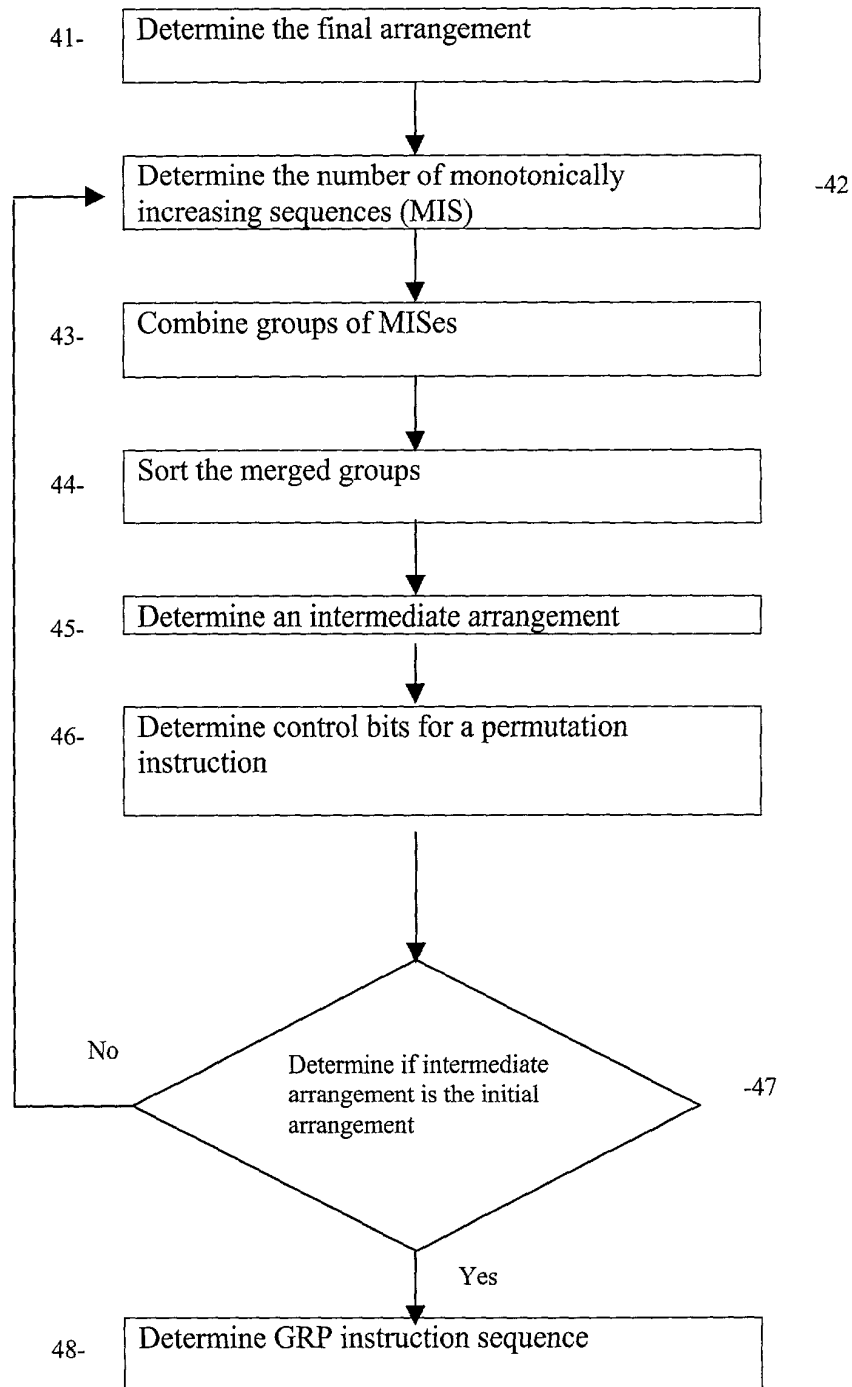 41-
Determine the final arrangement
Determine the number of monotonically
increasing sequences (MIS)
-42
43-
Combine groups of MISes
44-
Sort the merged groups
45-
Determine an intermediate arrangement
46-
Determine control bits for a permutation
instruction
No
Determine if intermediate
arrangement is the initial
arrangement
-47
Yes
48-
Determine GRP instruction sequence